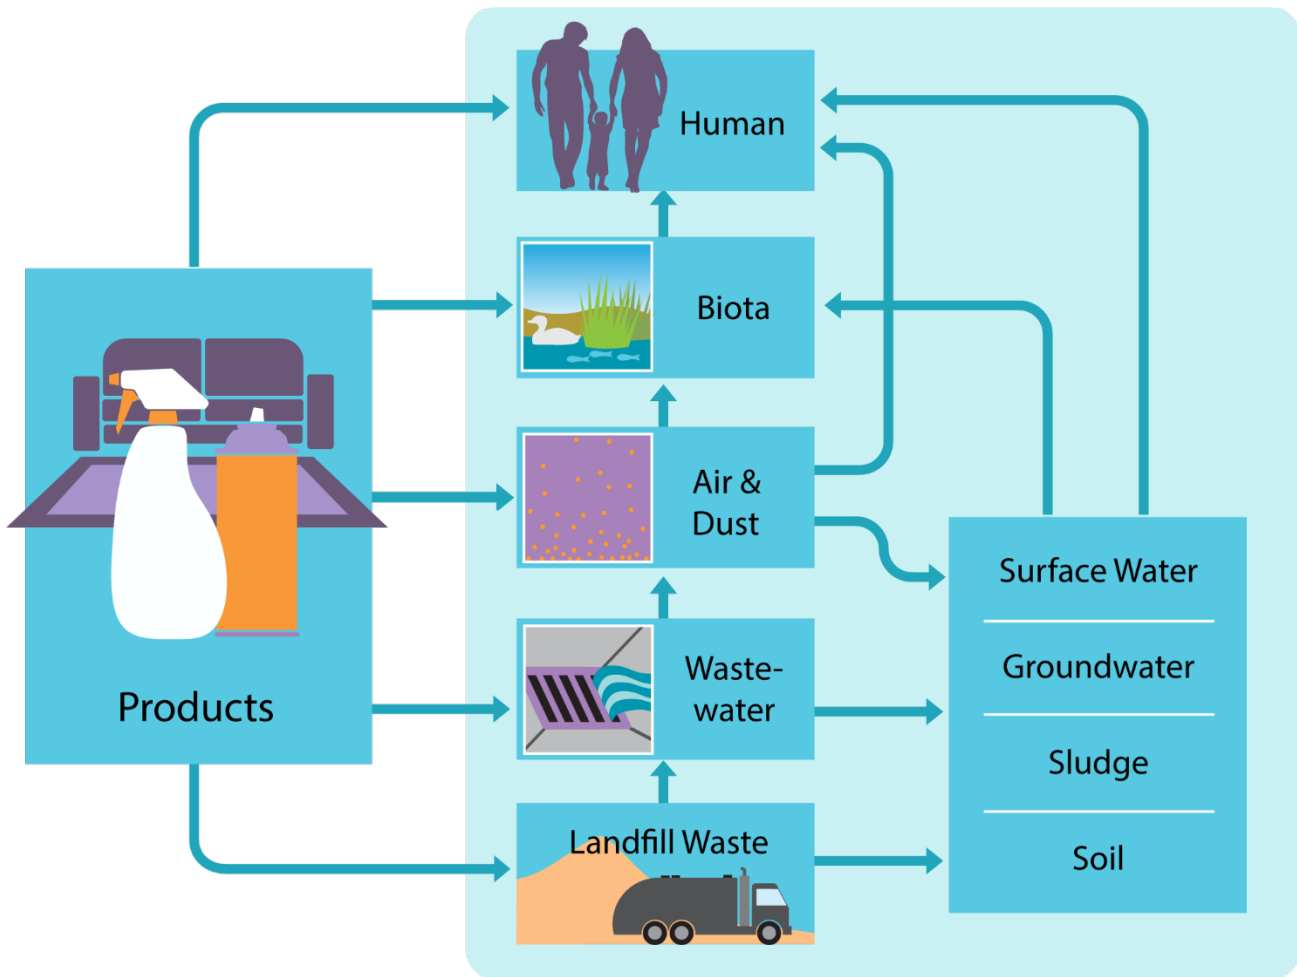 Human
Biota
Air &
Dust
Waste-
water
Landfill Waste
Products
Surface Water
Groundwater
Sludge
Soil